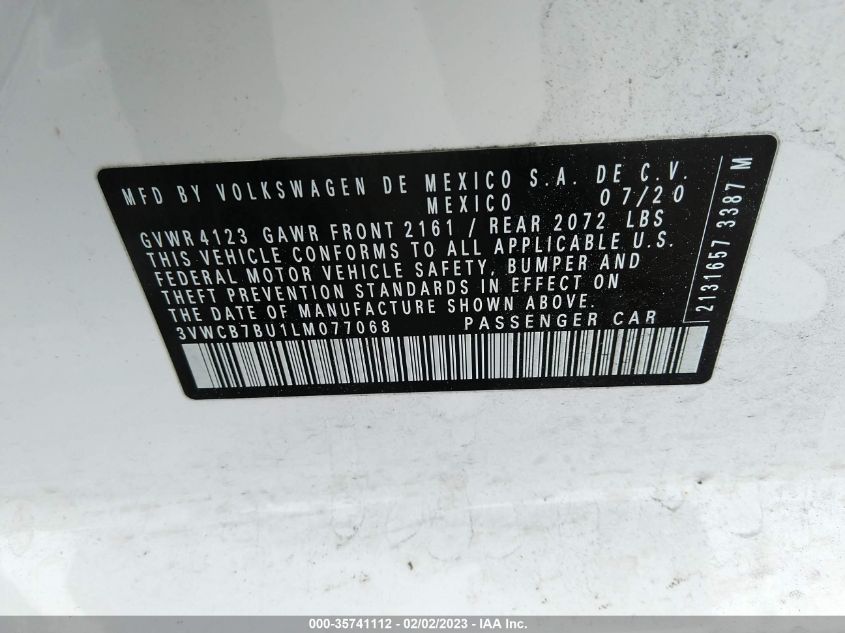 MFD BY VOLKSWAGEN DE MEXICO S.A. DE C.V.
MEXICO 07/20
GVWR 4123 GAWR FRONT 2161 / REAR 2072 LBS
THIS VEHICLE CONFORMS TO ALL APPLICABLE U.S.
FEDERAL MOTOR VEHICLE SAFETY, BUMPER AND
THEFT PREVENTION STANDARDS IN EFFECT ON
THE DATE OF MANUFACTURE SHOWN ABOVE.
3VWCB7BU1LM077068 PASSENGER CAR
2131657 3387 M
000-35741112 - 02/02/2023 - © IAA Inc.